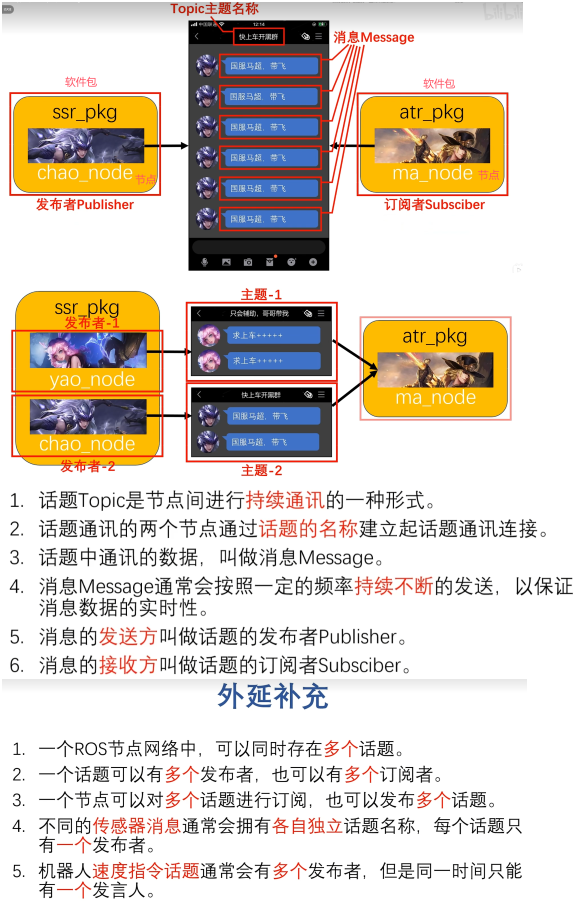 Topic主题名称
12:14
快上车开黑群
消息Message
国服马超，带飞
国服马超，带飞
国服马超，带飞
国服马超，带飞
国服马超，带飞
国服马超，带飞
软件包
ssr_pkg
chao_node
节点
发布者Publisher
软件包
atr_pkg
ma_node
节点
订阅者Subsciber
ssr_pkg
发布者-1
yao_node
chao_node
发布者-2
主题-1
只会辅助，哥哥带我
求上车+++++
求上车+++++
快上车开黑群
国服马超，带飞
国服马超，带飞
主题-2
atr_pkg
ma_node
1. 话题Topic是节点间进行持续通讯的一种形式。
2. 话题通讯的两个节点通过话题的名称建立起话题通讯连接。
3. 话题中通讯的数据，叫做消息Message。
4. 消息Message通常会按照一定的频率持续不断的发送，以保证
消息数据的实时性。
5. 消息的发送方叫做话题的发布者Publisher。
6. 消息的接收方叫做话题的订阅者Subsciber。
外延补充
1. 一个ROS节点网络中，可以同时存在多个话题。
2. 一个话题可以有多个发布者，也可以有多个订阅者。
3. 一个节点可以对多个话题进行订阅，也可以发布多个话题。
4. 不同的传感器消息通常会拥有各自独立话题名称，每个话题只
有一个发布者。
5. 机器人速度指令话题通常会有多个发布者，但是同一时间只能
有一个发言人。